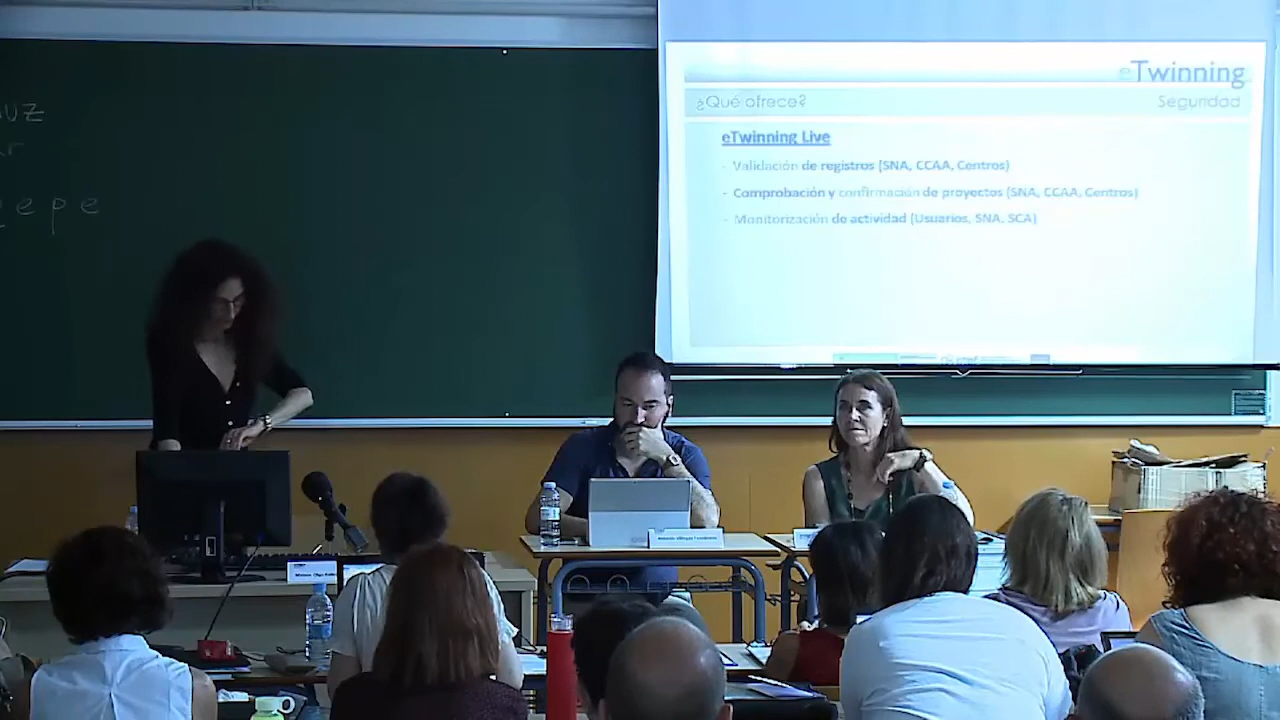 eTwinning
¿Qué ofrece?
Seguridad
eTwinning Live
- Validación de registros (SNA, CCAA, Centros)
- Comprobación y confirmación de proyectos (SNA, CCAA, Centros)
- Monitorización de actividad (Usuarios, SNA, SCA)